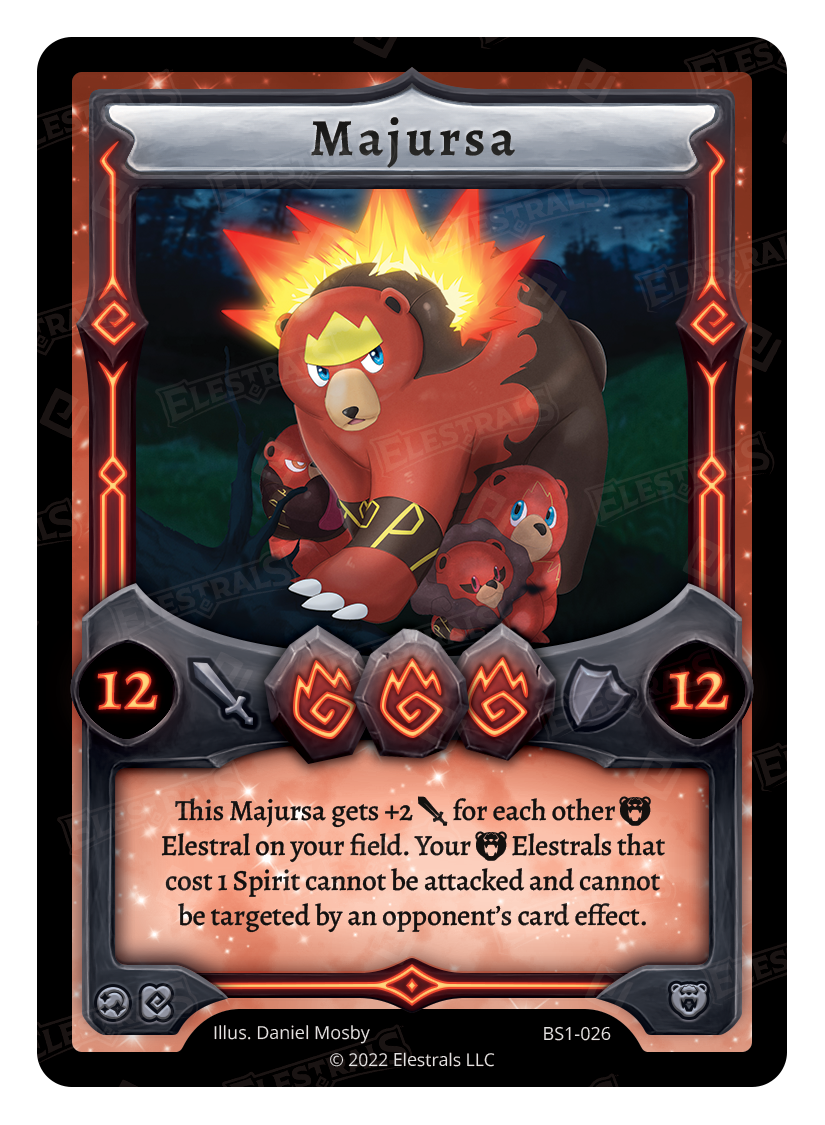 Majursa
12
12
This Majursa gets +2 for each other
Elestral on your field. Your Elestrals that
cost 1 Spirit cannot be attacked and cannot
be targeted by an opponent's card effect.
Illus. Daniel Mosby
BS1-026
© 2022 Elestrals LLC
ELESTRALS